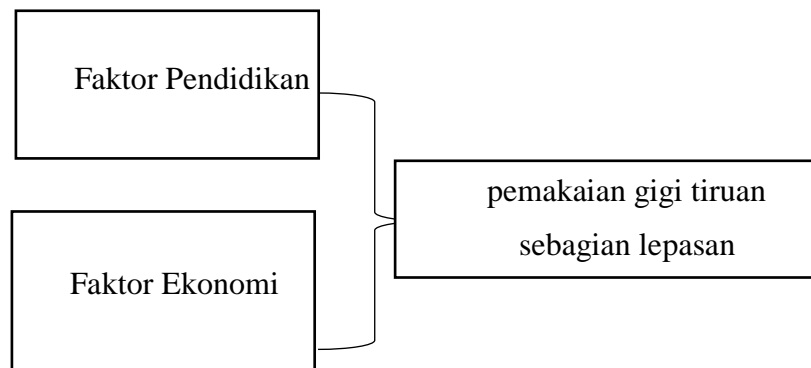 Faktor Pendidikan
pemakaian gigi tiruan
sebagian lepasan
Faktor Ekonomi